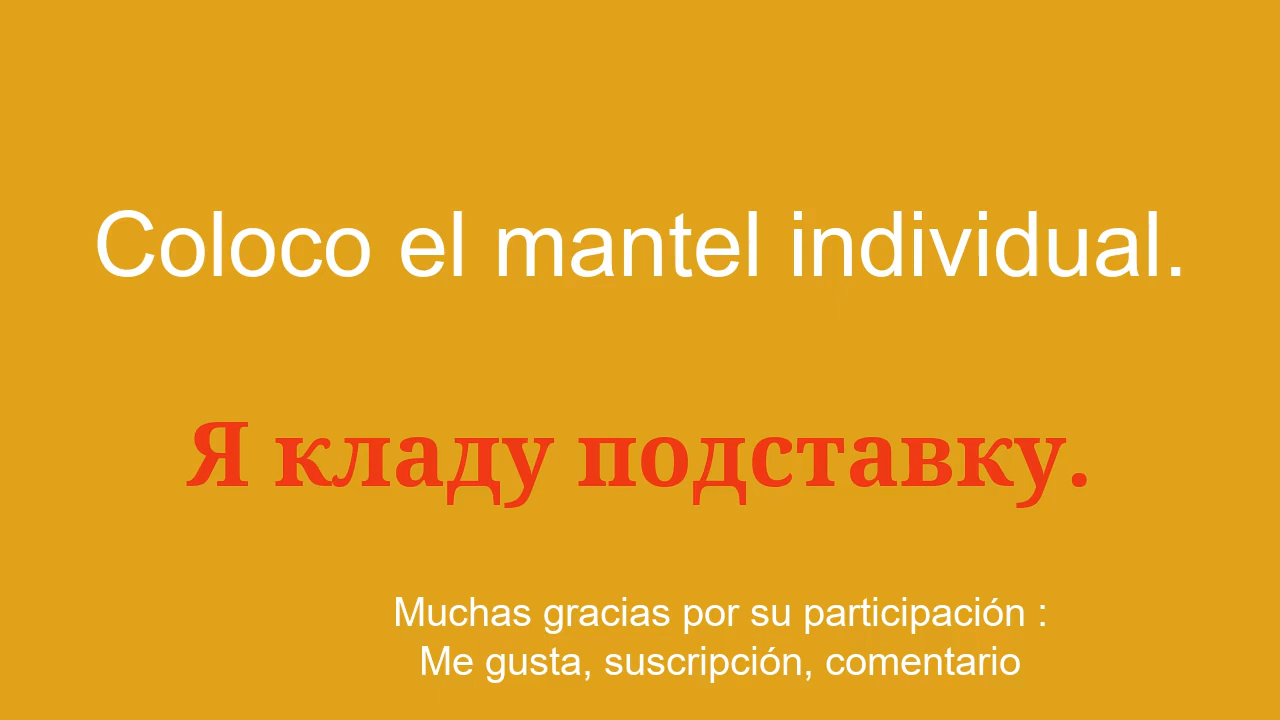 Coloco el mantel individual.
Я кладу подставку.
Muchas gracias por su participación :
Me gusta, suscripción, comentario